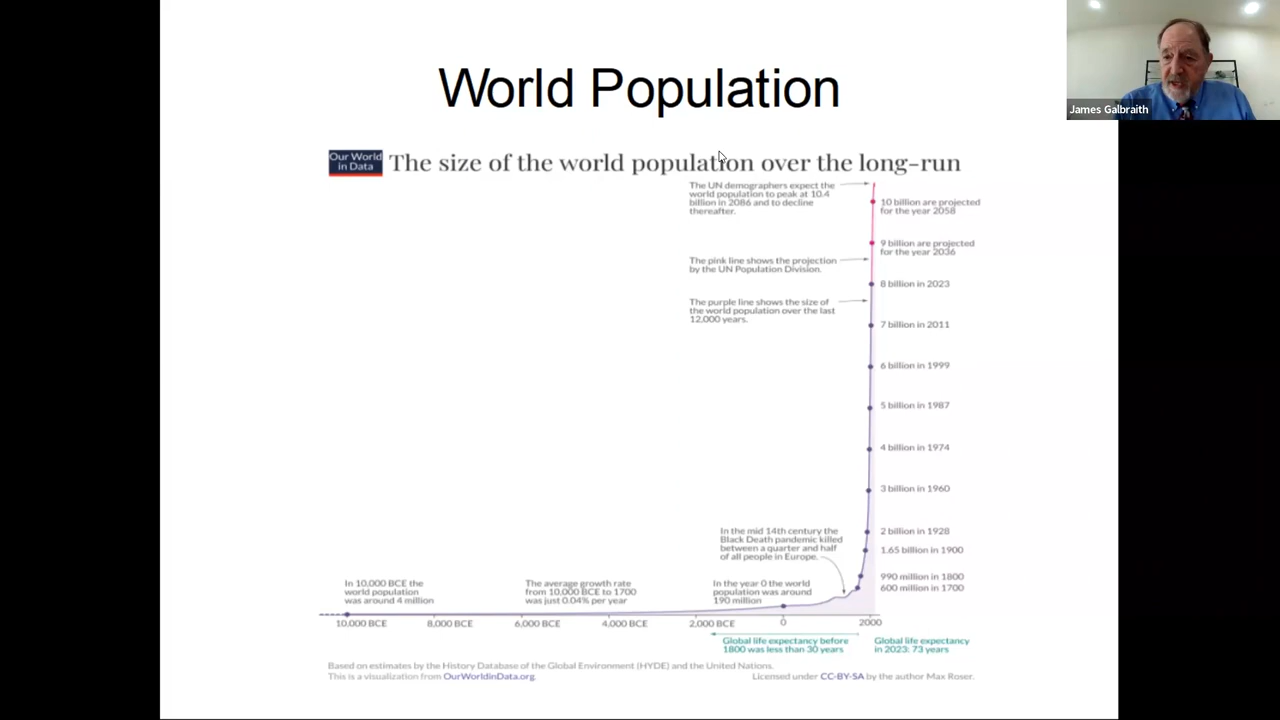 World Population
James Galbraith
Our World
in Data
The size of the world population over the long-run
The UN demographers expect the
world population to peak at 10.4
billion in 2086 and to decline
thereafter.
10 billion are projected
for the year 2058
9 billion are projected
for the year 2036
The pink line shows the projection
by the UN Population Division.
8 billion in 2023
The purple line shows the size of
the world population over the last
12,000 years.
7 billion in 2011
6 billion in 1999
5 billion in 1987
4 billion in 1974
3 billion in 1960
2 billion in 1928
In the mid 14th century the
Black Death pandemic killed
between a quarter and half
of all people in Europe.
1.65 billion in 1900
990 million in 1800
600 million in 1700
In 10,000 BCE the
world population
was around 4 million
The average growth rate
from 10,000 BCE to 1700
was just 0.04% per year
In the year 0 the world
population was around
190 million
10,000 BCE
8,000 BCE
6,000 BCE
4,000 BCE
2,000 BCE
0
2000
Global life expectancy before
1800 was less than 30 years
Global life expectancy
in 2023: 73 years
Based on estimates by the History Database of the Global Environment (HYDE) and the United Nations.
This is a visualization from OurWorldinData.org.
Licensed under CC-BY-SA by the author Max Roser.